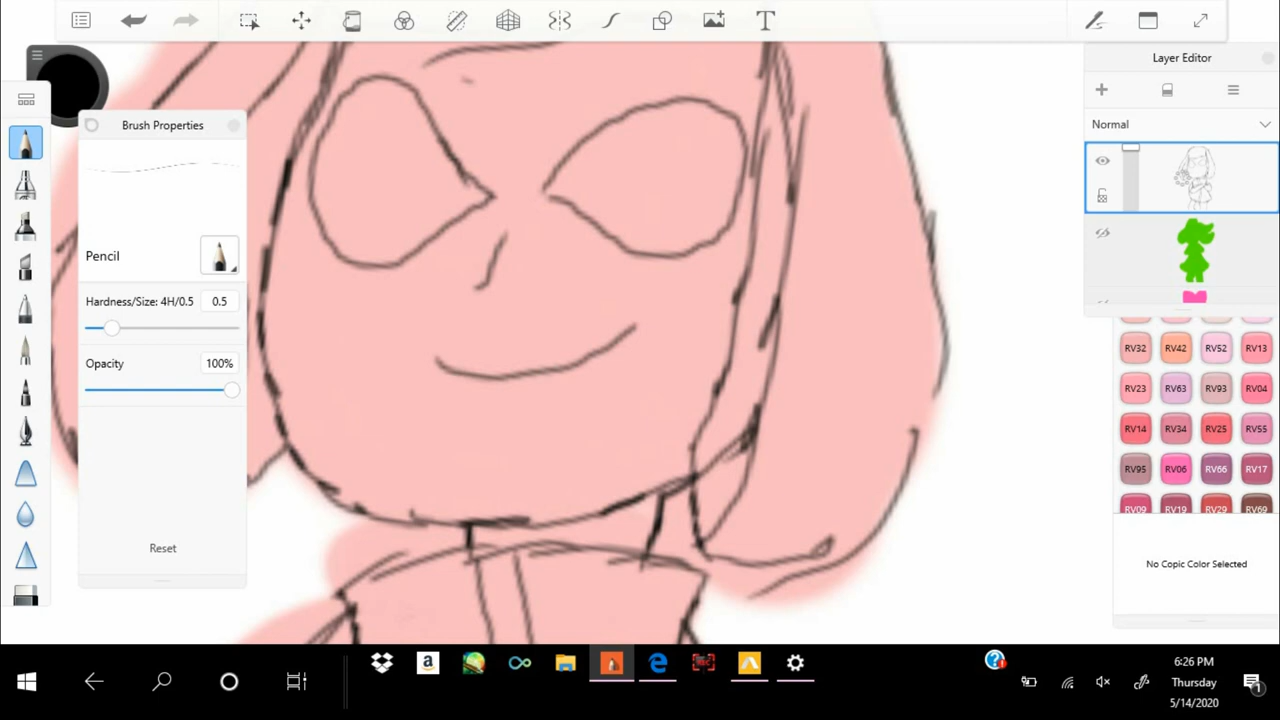 T
Layer Editor
Normal
Brush Properties
Pencil
Hardness/Size: 4H/0.5 0.5
Opacity 100%
Reset
RV32 RV42 RV52 RV13
RV23 RV63 RV93 RV04
RV14 RV34 RV25 RV55
RV95 RV06 RV66 RV17
RV09 RV19 RV29 RV69
No Copic Color Selected
a
6:26 PM
Thursday
5/14/2020
1